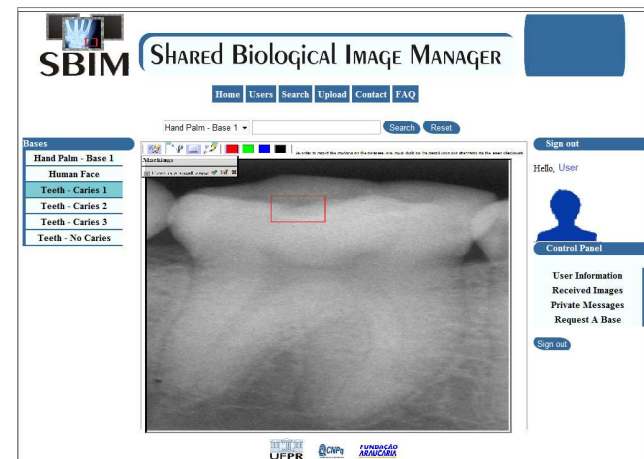 SBIM
SHARED BIOLOGICAL IMAGE MANAGER
Home Users Search Upload Contact FAQ
Hand Palm - Base 1
Search Reset
Bases
Hand Palm - Base 1
Human Face
Teeth - Caries 1
Teeth - Caries 2
Teeth - Caries 3
Teeth - No Caries
Markings
Sign out
Hello, User
Control Panel
User Information
Received Images
Private Messages
Request A Base
Sign out
UFPR
CNPq
FUNDAÇÃO
ARAUCÁRIA